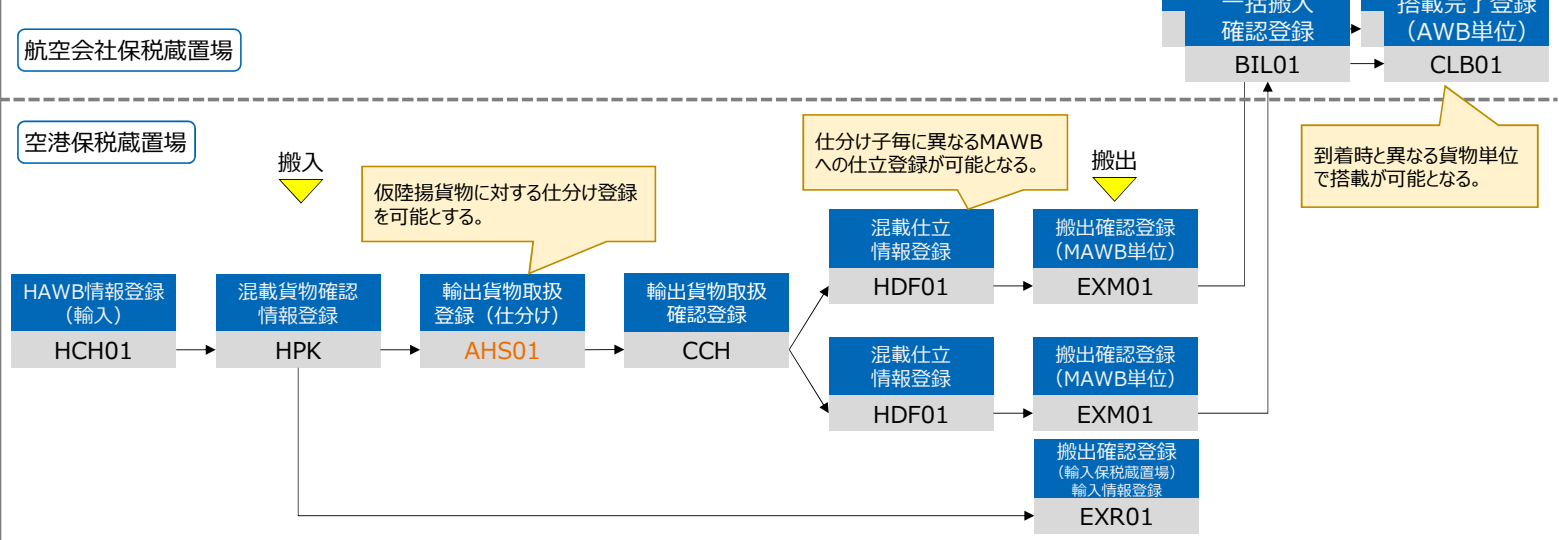 一括搬入
確認登録
BIL01
搭載完了登録
（AWB単位）
CLB01
航空会社保税蔵置場
空港保税蔵置場
搬入
仮陸揚貨物に対する仕分け登録
を可能とする。
仕分け子毎に異なるMAWB
への仕立登録が可能となる。
搬出
到着時と異なる貨物単位
で搭載が可能となる。
HAWB情報登録
（輸入）
HCH01
混載貨物確認
情報登録
HPK
輸出貨物取扱
登録（仕分け）
AHS01
輸出貨物取扱
確認登録
CCH
混載仕立
情報登録
HDF01
搬出確認登録
（MAWB単位）
EXM01
混載仕立
情報登録
HDF01
搬出確認登録
（MAWB単位）
EXM01
搬出確認登録
（輸入保税蔵置場）
輸入情報登録
EXR01